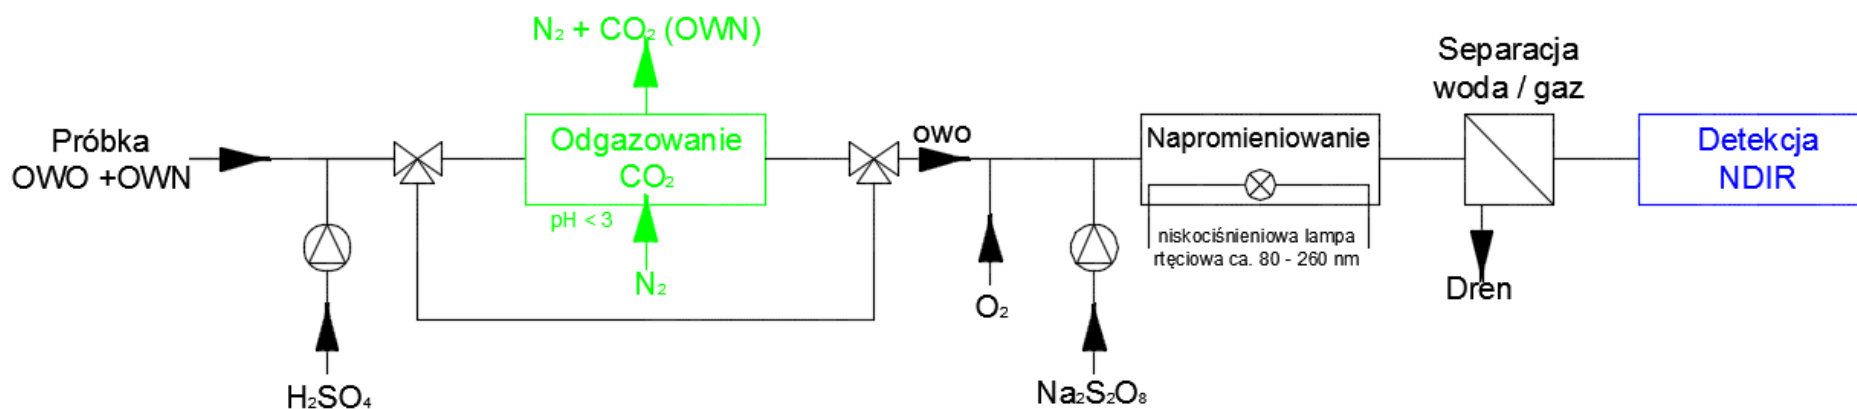 N₂ + CO₂ (OWN)
Próbka
OWO +OWN
H₂SO₄
Odgazowanie
CO₂
pH < 3
N₂
owo
O₂
Na₂S₂O₈
Napromieniowanie
niskociśnieniowa lampa
rtęciowa ca. 80 - 260 nm
Separacja
woda / gaz
Dren
Detekcja
NDIR